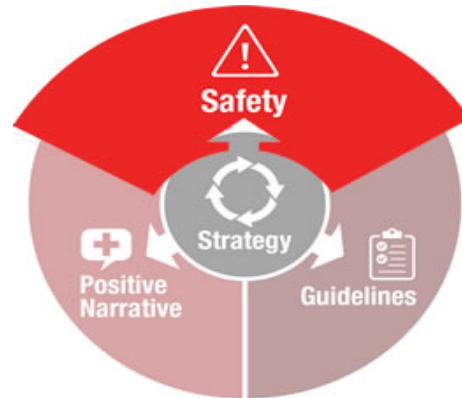 Safety
Strategy
Positive
Narrative
Guidelines